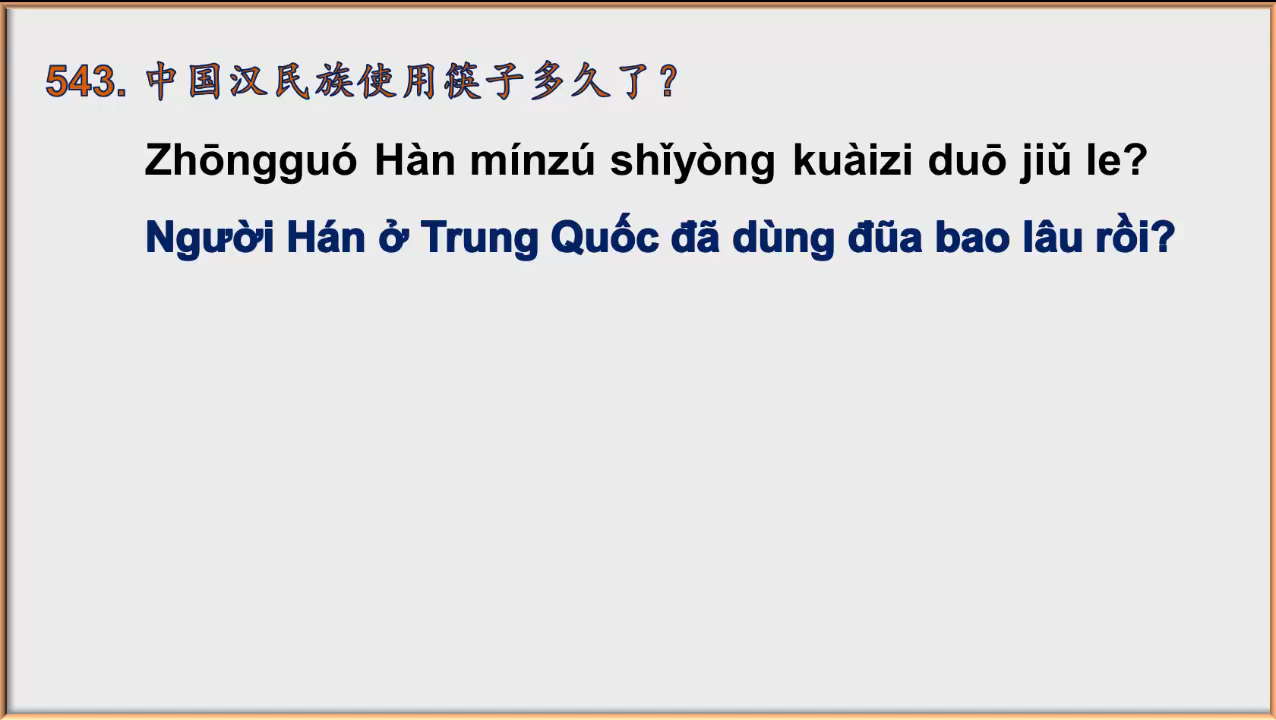 543. 中国汉民族使用筷子多久了？
Zhōngguó Hàn mínzú shǐyòng kuàizi duō jiǔ le?
Người Hán ở Trung Quốc đã dùng đũa bao lâu rồi?